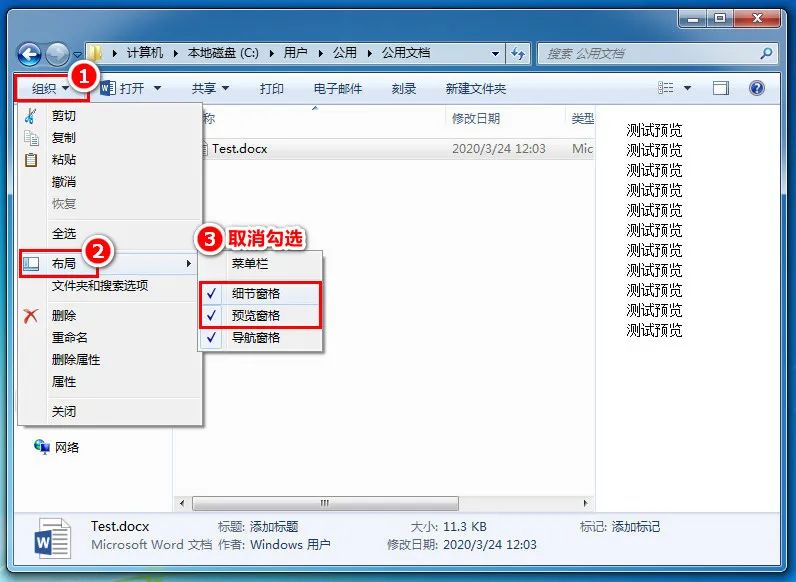 计算机 本地磁盘 (C:) 用户 公用 公用文档 搜索 公用文档
组织 1 打开 共享 打印 电子邮件 刻录 新建文件夹
剪切
复制
粘贴
撤消
恢复
全选
2
布局
文件夹和搜索选项
删除
重命名
删除属性
属性
关闭
网络
称 修改日期 类型
Test.docx 2020/3/24 12:03 Mic
3 取消勾选
菜单栏
细节窗格
预览窗格
导航窗格
测试预览
测试预览
测试预览
测试预览
测试预览
测试预览
测试预览
测试预览
测试预览
测试预览
测试预览
Test.docx 标题: 添加标题 大小: 11.3 KB 标记: 添加标记
Microsoft Word 文档 作者: Windows 用户 修改日期: 2020/3/24 12:03